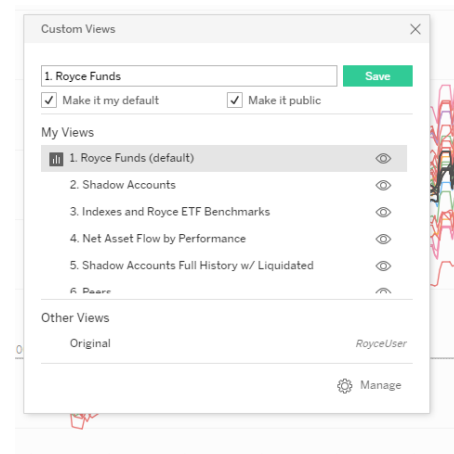 Custom Views
1. Royce Funds
Save
Make it my default
Make it public
My Views
1. Royce Funds (default)
2. Shadow Accounts
3. Indexes and Royce ETF Benchmarks
4. Net Asset Flow by Performance
5. Shadow Accounts Full History w/ Liquidated
6. Peers
Other Views
Original
RoyceUser
Manage